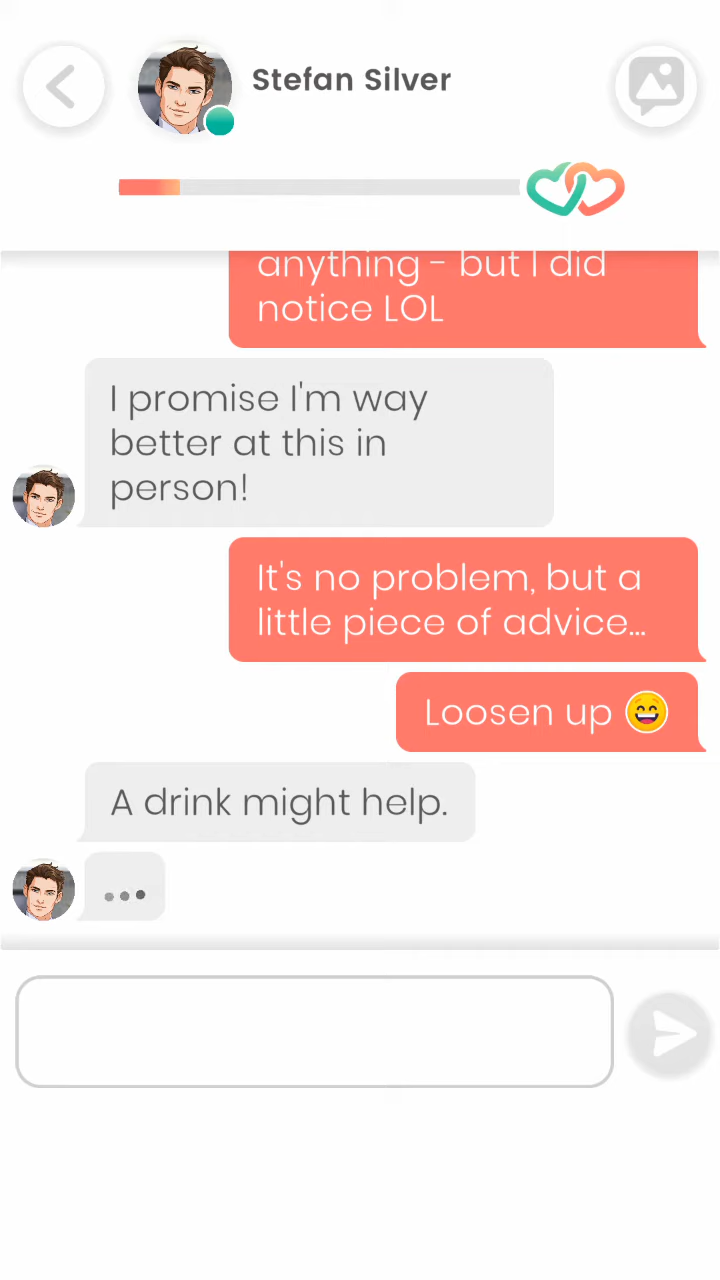 Stefan Silver
anything - but I did
notice LOL
I promise I'm way
better at this in
person!
It's no problem, but a
little piece of advice...
Loosen up 😄
A drink might help.
...